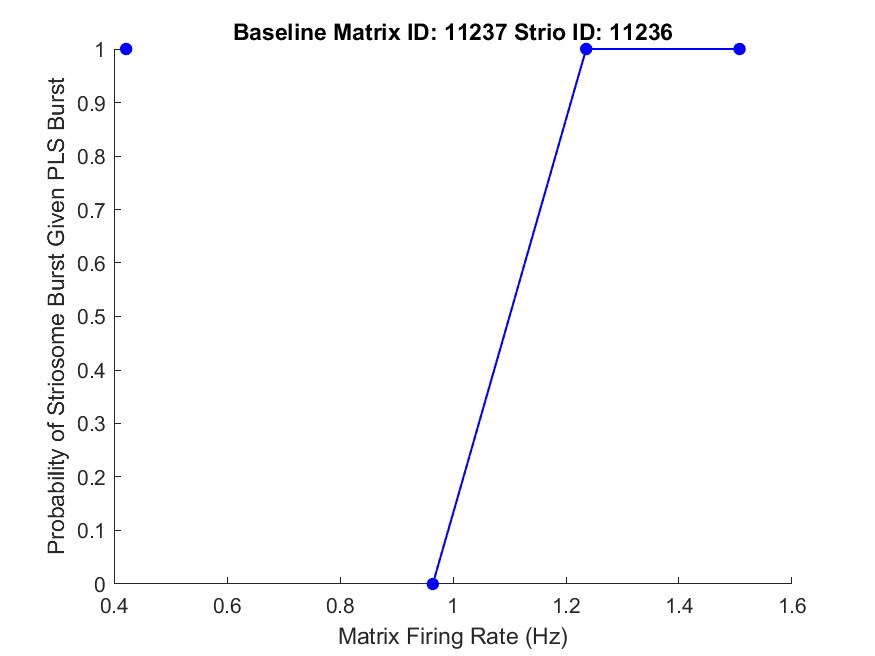 Baseline Matrix ID: 11237 Strio ID: 11236
Probability of Striosome Burst Given PLS Burst
1
0.9
0.8
0.7
0.6
0.5
0.4
0.3
0.2
0.1
0
0.4 0.6 0.8 1 1.2 1.4 1.6
Matrix Firing Rate (Hz)